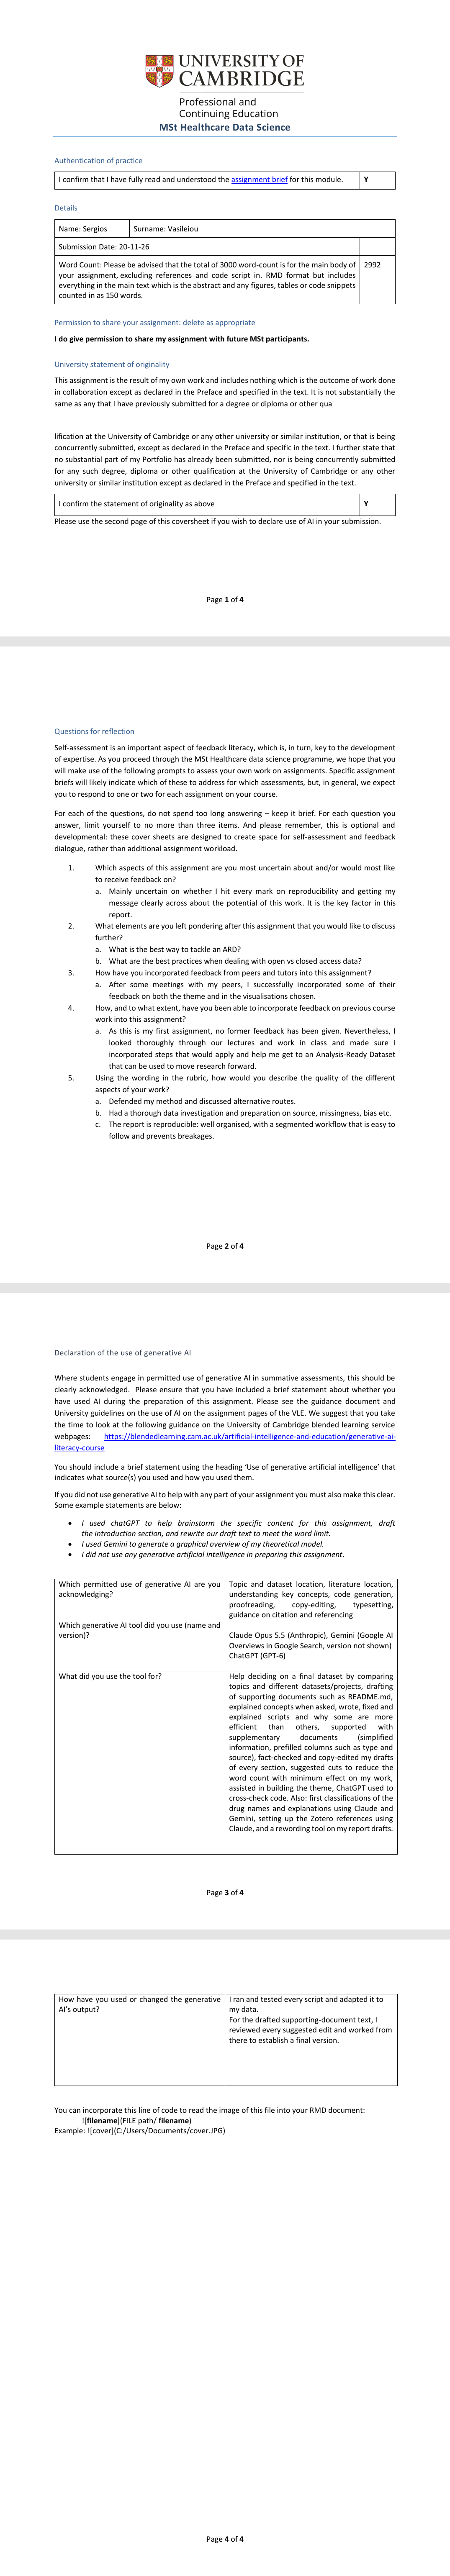 UNIVERSITY OF
CAMBRIDGE
Professional and
Continuing Education
MSt Healthcare Data Science
Authentication of practice
I confirm that I have fully read and understood the assignment brief for this module. Y
Details
Name: Sergios Surname: Vasileiou
Submission Date: 20-11-26
Word Count: Please be advised that the total of 3000 word-count is for the main body of 2992
your assignment, excluding references and code script in. RMD format but includes
everything in the main text which is the abstract and any figures, tables or code snippets
counted in as 150 words.
Permission to share your assignment: delete as appropriate
I do give permission to share my assignment with future MSt participants.
University statement of originality
This assignment is the result of my own work and includes nothing which is the outcome of work done
in collaboration except as declared in the Preface and specified in the text. It is not substantially the
same as any that I have previously submitted for a degree or diploma or other qua
lification at the University of Cambridge or any other university or similar institution, or that is being
concurrently submitted, except as declared in the Preface and specific in the text. I further state that
no substantial part of my Portfolio has already been submitted, nor is being concurrently submitted
for any such degree, diploma or other qualification at the University of Cambridge or any other
university or similar institution except as declared in the Preface and specified in the text.
I confirm the statement of originality as above Y
Please use the second page of this coversheet if you wish to declare use of AI in your submission.
Page 1 of 4
Questions for reflection
Self-assessment is an important aspect of feedback literacy, which is, in turn, key to the development
of expertise. As you proceed through the MSt Healthcare data science programme, we hope that you
will make use of the following prompts to assess your own work on assignments. Specific assignment
briefs will likely indicate which of these to address for which assessments, but, in general, we expect
you to respond to one or two for each assignment on your course.
For each of the questions, do not spend too long answering – keep it brief. For each question you
answer, limit yourself to no more than three items. And please remember, this is optional and
developmental: these cover sheets are designed to create space for self-assessment and feedback
dialogue, rather than additional assignment workload.
1. Which aspects of this assignment are you most uncertain about and/or would most like
to receive feedback on?
a. Mainly uncertain on whether I hit every mark on reproducibility and getting my
message clearly across about the potential of this work. It is the key factor in this
report.
2. What elements are you left pondering after this assignment that you would like to discuss
further?
a. What is the best way to tackle an ARD?
b. What are the best practices when dealing with open vs closed access data?
3. How have you incorporated feedback from peers and tutors into this assignment?
a. After some meetings with my peers, I successfully incorporated some of their
feedback on both the theme and in the visualisations chosen.
4. How, and to what extent, have you been able to incorporate feedback on previous course
work into this assignment?
a. As this is my first assignment, no former feedback has been given. Nevertheless, I
looked thoroughly through our lectures and work in class and made sure I
incorporated steps that would apply and help me get to an Analysis-Ready Dataset
that can be used to move research forward.
5. Using the wording in the rubric, how would you describe the quality of the different
aspects of your work?
a. Defended my method and discussed alternative routes.
b. Had a thorough data investigation and preparation on source, missingness, bias etc.
c. The report is reproducible: well organised, with a segmented workflow that is easy to
follow and prevents breakages.
Page 2 of 4
Declaration of the use of generative AI
Where students engage in permitted use of generative AI in summative assessments, this should be
clearly acknowledged. Please ensure that you have included a brief statement about whether you
have used AI during the preparation of this assignment. Please see the guidance document and
University guidelines on the use of AI on the assignment pages of the VLE. We suggest that you take
the time to look at the following guidance on the University of Cambridge blended learning service
webpages: https://blendedlearning.cam.ac.uk/artificial-intelligence-and-education/generative-ai-
literacy-course
You should include a brief statement using the heading ‘Use of generative artificial intelligence’ that
indicates what source(s) you used and how you used them.
If you did not use generative AI to help with any part of your assignment you must also make this clear.
Some example statements are below:
• I used chatGPT to help brainstorm the specific content for this assignment, draft
the introduction section, and rewrite our draft text to meet the word limit.
• I used Gemini to generate a graphical overview of my theoretical model.
• I did not use any generative artificial intelligence in preparing this assignment.
Which permitted use of generative AI are you
acknowledging?
Topic and dataset location, literature location,
understanding key concepts, code generation,
proofreading, copy-editing, typesetting,
guidance on citation and referencing
Which generative AI tool did you use (name and
version)?
Claude Opus 5.5 (Anthropic), Gemini (Google AI
Overviews in Google Search, version not shown)
ChatGPT (GPT-6)
What did you use the tool for?
Help deciding on a final dataset by comparing
topics and different datasets/projects, drafting
of supporting documents such as README.md,
explained concepts when asked, wrote, fixed and
explained scripts and why some are more
efficient than others, supported with
supplementary documents (simplified
information, prefilled columns such as type and
source), fact-checked and copy-edited my drafts
of every section, suggested cuts to reduce the
word count with minimum effect on my work,
assisted in building the theme, ChatGPT used to
cross-check code. Also: first classifications of the
drug names and explanations using Claude and
Gemini, setting up the Zotero references using
Claude, and a rewording tool on my report drafts.
Page 3 of 4
How have you used or changed the generative
AI’s output?
I ran and tested every script and adapted it to
my data.
For the drafted supporting-document text, I
reviewed every suggested edit and worked from
there to establish a final version.
You can incorporate this line of code to read the image of this file into your RMD document:
![filename](FILE path/ filename)
Example: ![cover](C:/Users/Documents/cover.JPG)
Page 4 of 4